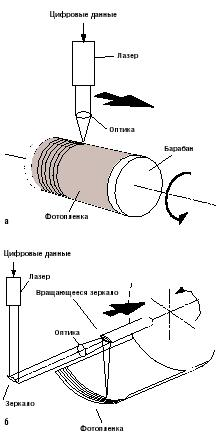 Цифровые данные
Лазер
Оптика
Барабан
Фотопленка
а
Цифровые данные
Лазер
Вращающееся зеркало
Оптика
Зеркало
б
Фотопленка